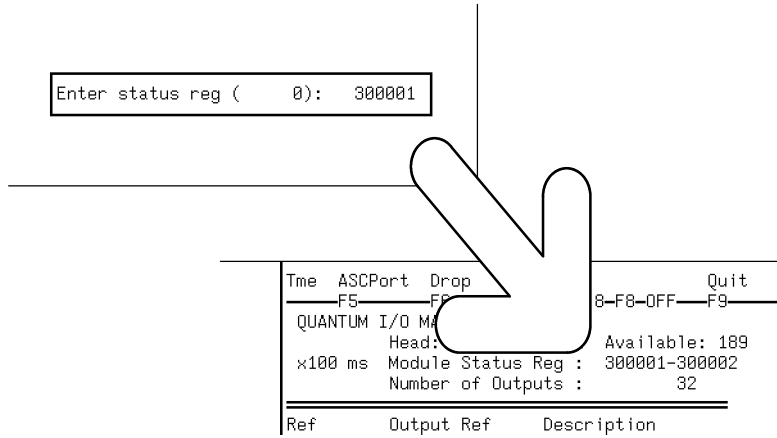 Enter status reg (      0):   300001
Tme  ASCPort  Drop  Quit
F5  8-F8-OFF  F9
QUANTUM I/O
Head:  Available: 189
x100 ms  Module Status Reg :  300001-300002
Number of Outputs :  32
Ref  Output Ref  Description